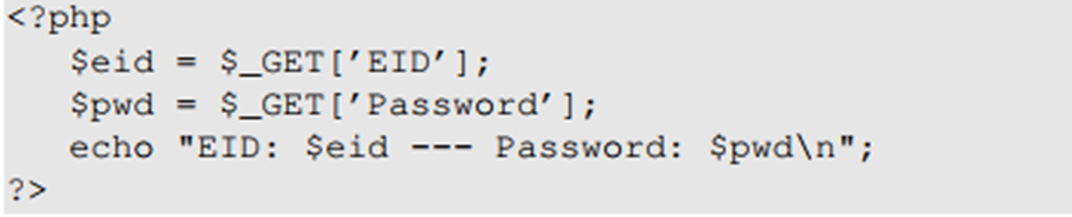 <?php
$eid = $_GET['EID'];
$pwd = $_GET['Password'];
echo "EID: $eid --- Password: $pwd\n";
?>